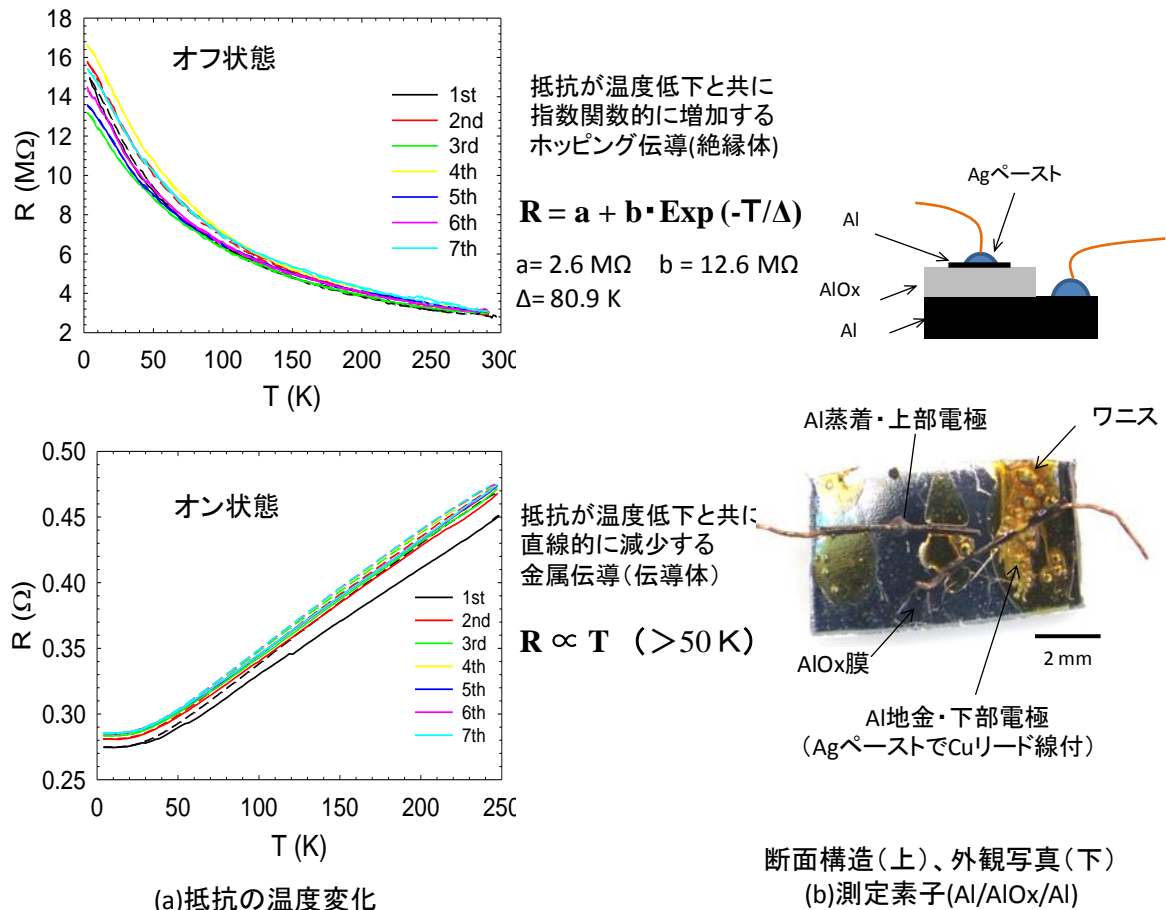 18
16
14
12
10
8
6
4
2
R (MΩ)
オフ状態
1st
2nd
3rd
4th
5th
6th
7th
0 50 100 150 200 250 300
T (K)
抵抗が温度低下と共に
指数関数的に増加する
ホッピング伝導(絶縁体)
R = a + b・Exp (-T/Δ)
a= 2.6 MΩ b = 12.6 MΩ
Δ= 80.9 K
Agペースト
Al
AlOx
Al
0.50
0.45
0.40
0.35
0.30
0.25
R (Ω)
オン状態
1st
2nd
3rd
4th
5th
6th
7th
0 50 100 150 200 250
T (K)
抵抗が温度低下と共に
直線的に減少する
金属伝導(伝導体)
R ∝ T (>50 K)
Al蒸着・上部電極
ワニス
AlOx膜
2 mm
Al地金・下部電極
(AgペーストでCuリード線付)
(a)抵抗の温度変化
断面構造(上)、外観写真(下)
(b)測定素子(Al/AlOx/Al)